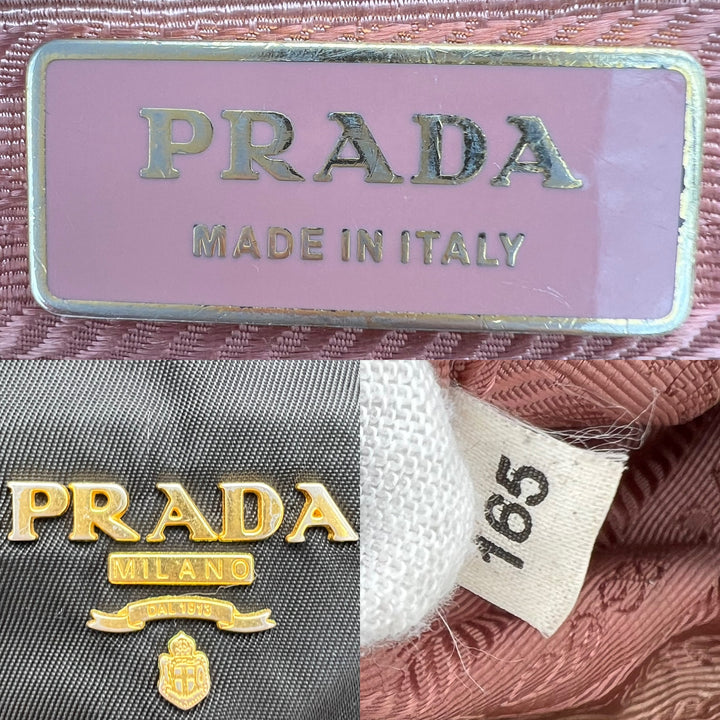 PRADA
MADE IN ITALY
PRADA
MILANO
DAL 1913
165